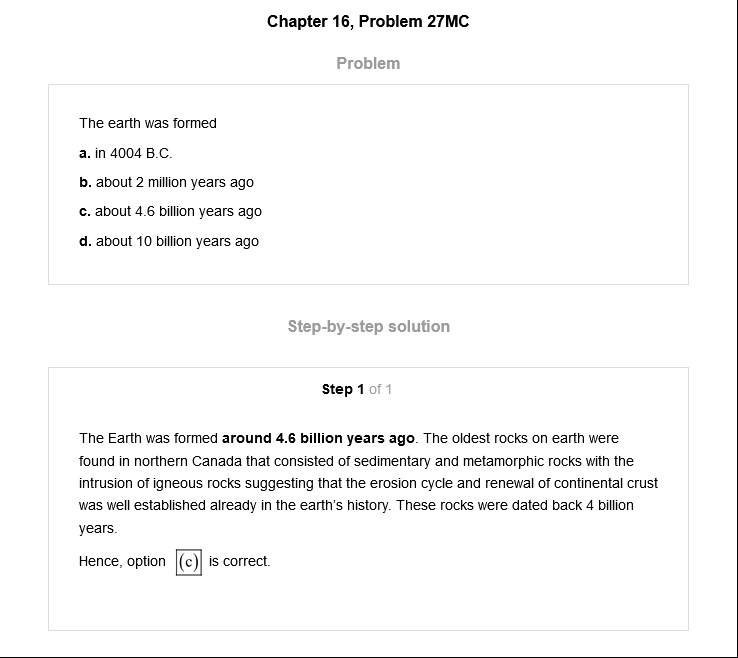 Chapter 16, Problem 27MC
Problem
The earth was formed
a. in 4004 B.C.
b. about 2 million years ago
c. about 4.6 billion years ago
d. about 10 billion years ago
Step-by-step solution
Step 1 of 1
The Earth was formed around 4.6 billion years ago. The oldest rocks on earth were
found in northern Canada that consisted of sedimentary and metamorphic rocks with the
intrusion of igneous rocks suggesting that the erosion cycle and renewal of continental crust
was well established already in the earth's history. These rocks were dated back 4 billion
years.
Hence, option (c) is correct.